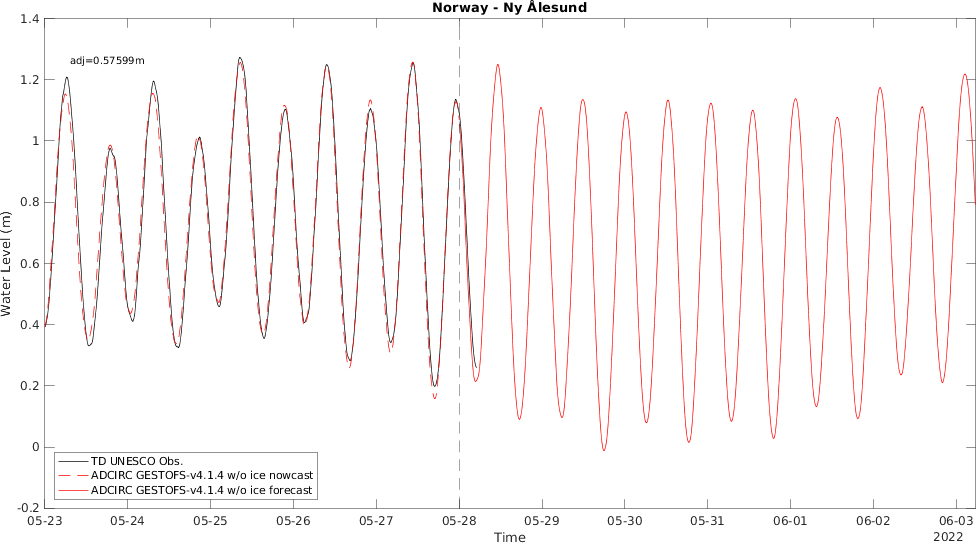 Norway - Ny Ålesund
1.4
adj=0.57599m
1.2
1
0.8
0.6
0.4
0.2
0
-0.2
Water Level (m)
TD UNESCO Obs.
ADCIRC GESTOFS-v4.1.4 w/o ice nowcast
ADCIRC GESTOFS-v4.1.4 w/o ice forecast
05-23 05-24 05-25 05-26 05-27 05-28 05-29 05-30 05-31 06-01 06-02 06-03
Time
2022